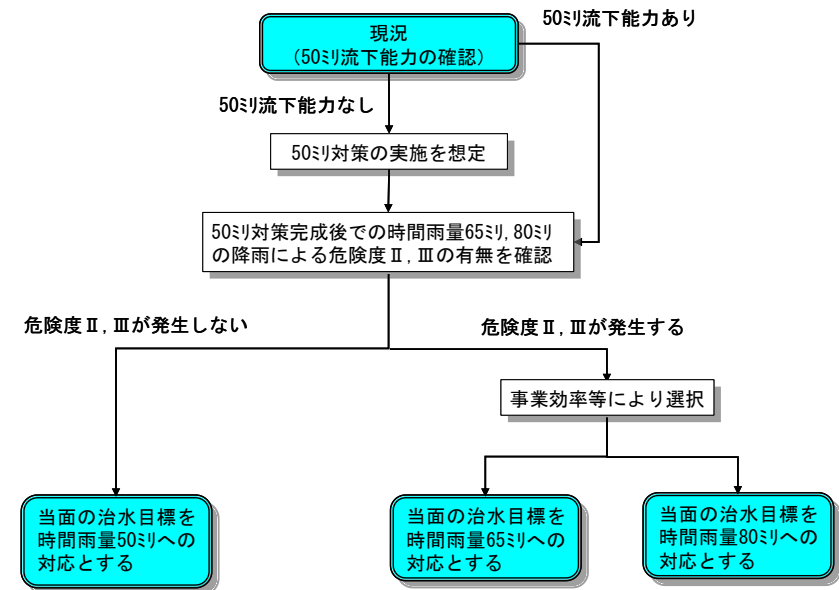 50ﾐﾘ流下能力あり
現況
（50ﾐﾘ流下能力の確認）
50ﾐﾘ流下能力なし
50ﾐﾘ対策の実施を想定
50ﾐﾘ対策完成後での時間雨量65ﾐﾘ,80ﾐﾘ
の降雨による危険度Ⅱ,Ⅲの有無を確認
危険度Ⅱ,Ⅲが発生しない
危険度Ⅱ,Ⅲが発生する
事業効率等により選択
当面の治水目標を
時間雨量50ﾐﾘへの
対応とする
当面の治水目標を
時間雨量65ﾐﾘへの
対応とする
当面の治水目標を
時間雨量80ﾐﾘへの
対応とする